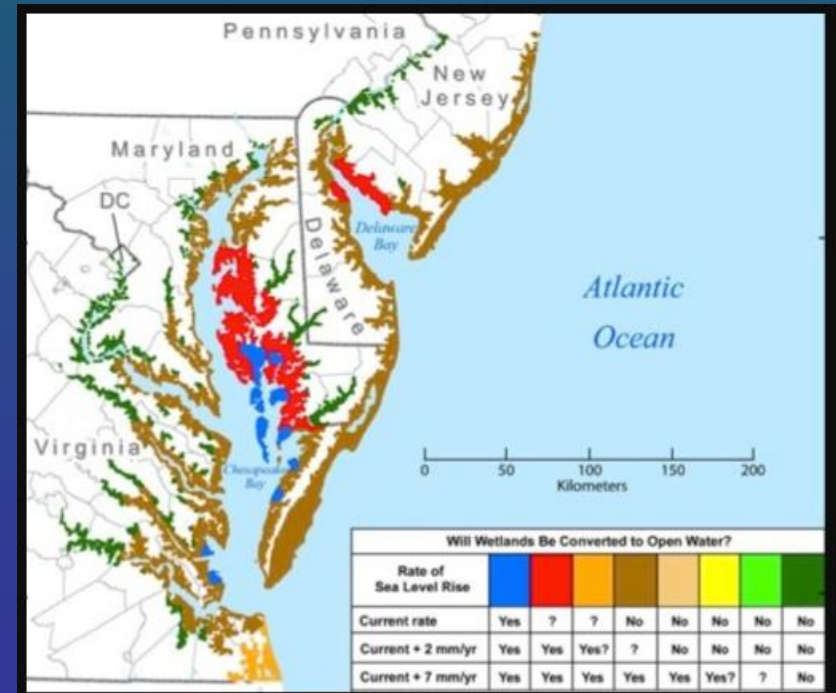 Pennsylvania
New
Jersey
Maryland
DC
Delaware
Delaware
Bay
Atlantic
Ocean
Virginia
Chesapeake
Bay
0 50 100 150 200
Kilometers
Will Wetlands Be Converted to Open Water?
Rate of
Sea Level Rise
Current rate Yes ? ? No No No No No
Current + 2 mm/yr Yes Yes Yes? ? No No No No
Current + 7 mm/yr Yes Yes Yes Yes Yes Yes? ? No